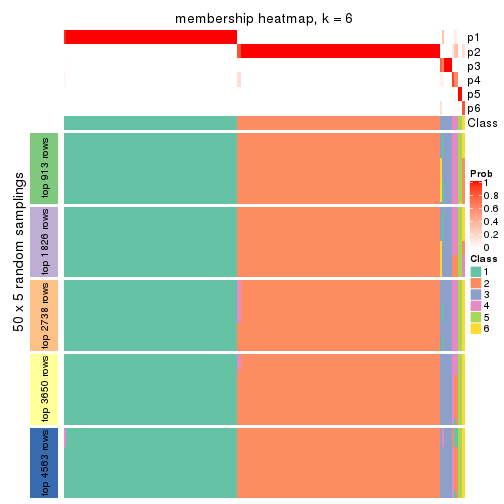 membership heatmap, k = 6
p1
p2
p3
p4
p5
p6
Class
50 x 5 random samplings
top 913 rows
top 1826 rows
top 2738 rows
top 3650 rows
top 4563 rows
Prob
1
0.8
0.6
0.4
0.2
0
Class
1
2
3
4
5
6